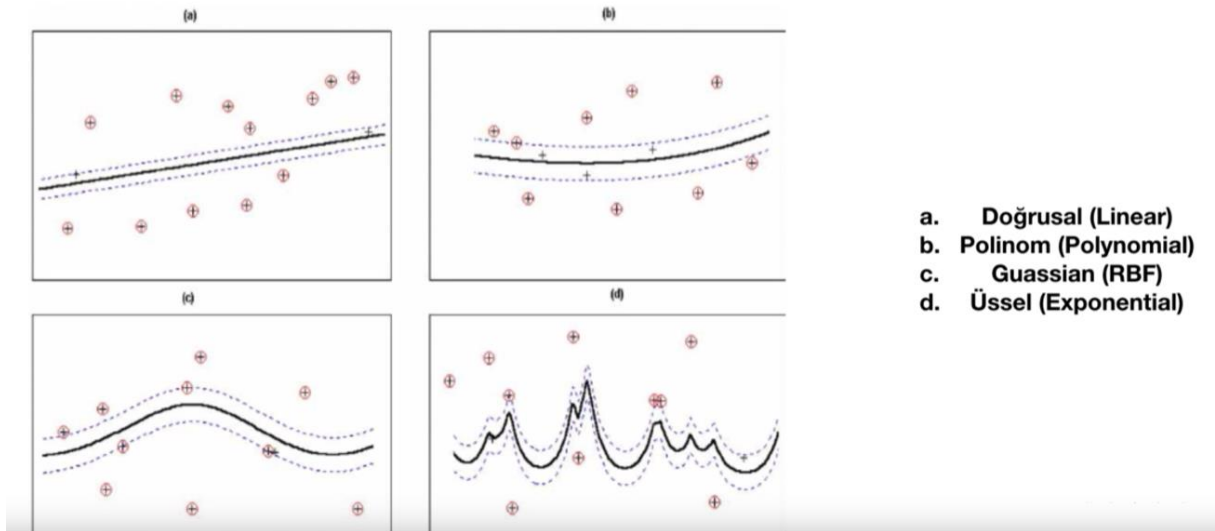 (a)
(b)
(c)
(d)
a. Doğrusal (Linear)
b. Polinom (Polynomial)
c. Guassian (RBF)
d. Üssel (Exponential)